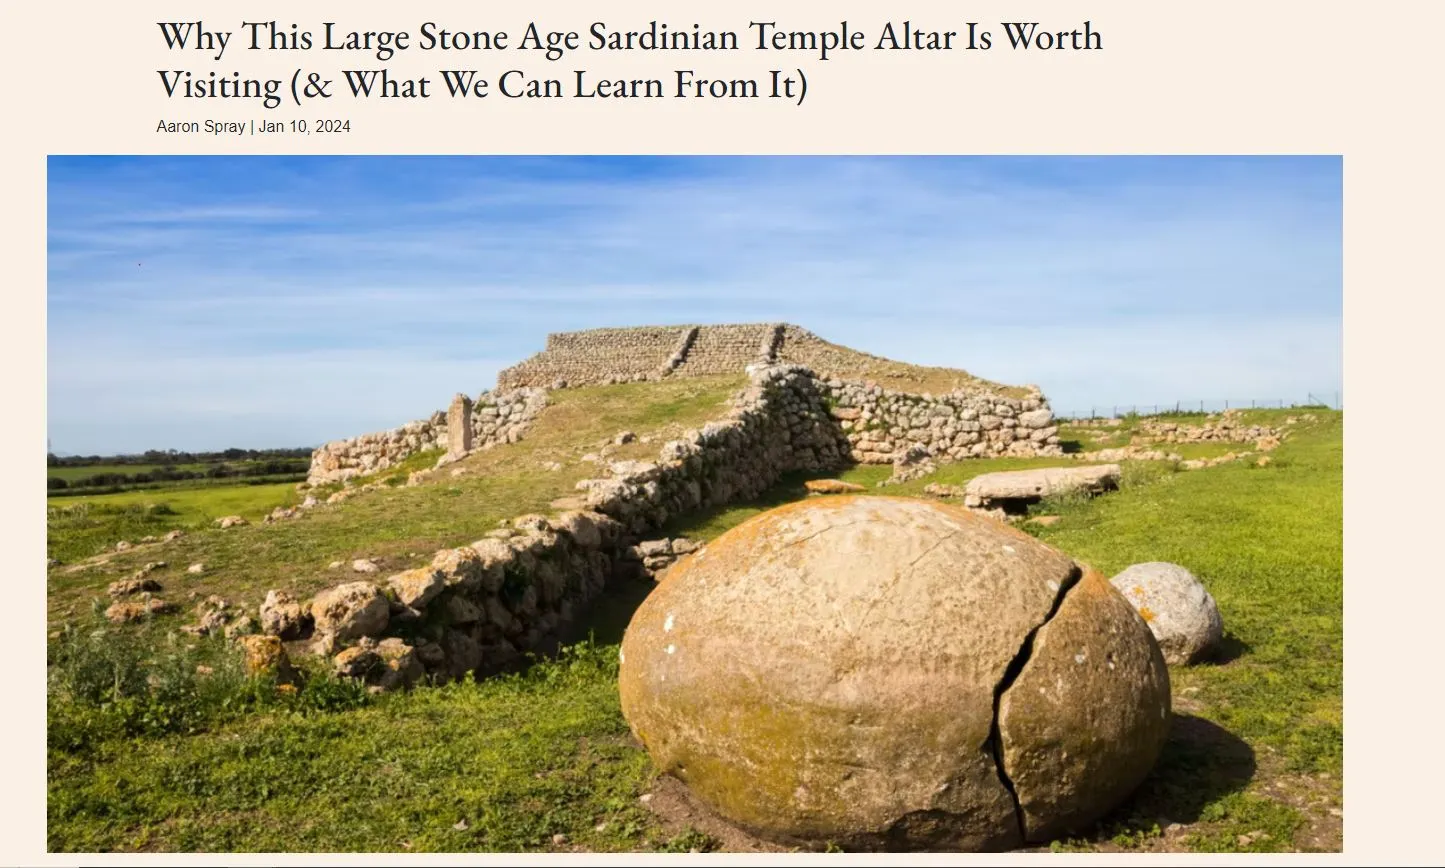 Why This Large Stone Age Sardinian Temple Altar Is Worth
Visiting (& What We Can Learn From It)
Aaron Spray | Jan 10, 2024